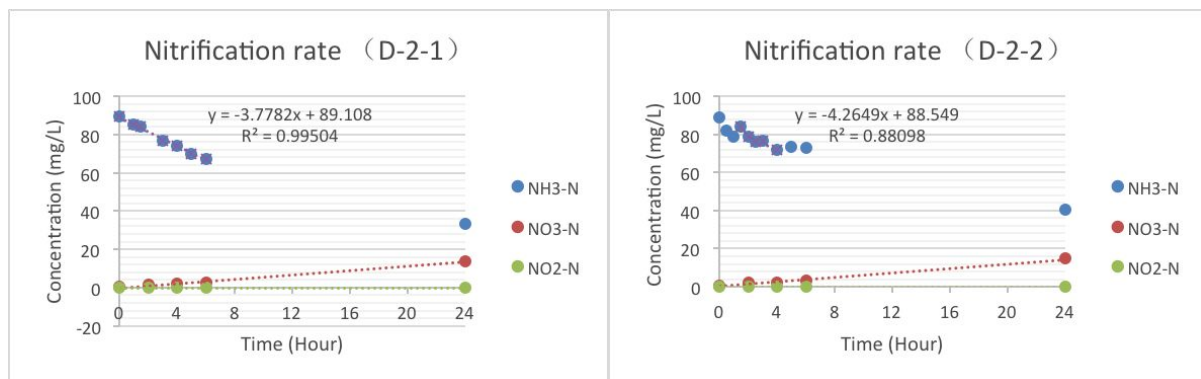 Nitrification rate （D-2-1）
y = -3.7782x + 89.108
R² = 0.99504
100
80
60
40
20
0
-20
Concentration (mg/L)
0 4 8 12 16 20 24
Time (Hour)
NH3-N
NO3-N
NO2-N
Nitrification rate （D-2-2）
y = -4.2649x + 88.549
R² = 0.88098
100
80
60
40
20
0
Concentration (mg/L)
0 4 8 12 16 20 24
Time (Hour)
NH3-N
NO3-N
NO2-N